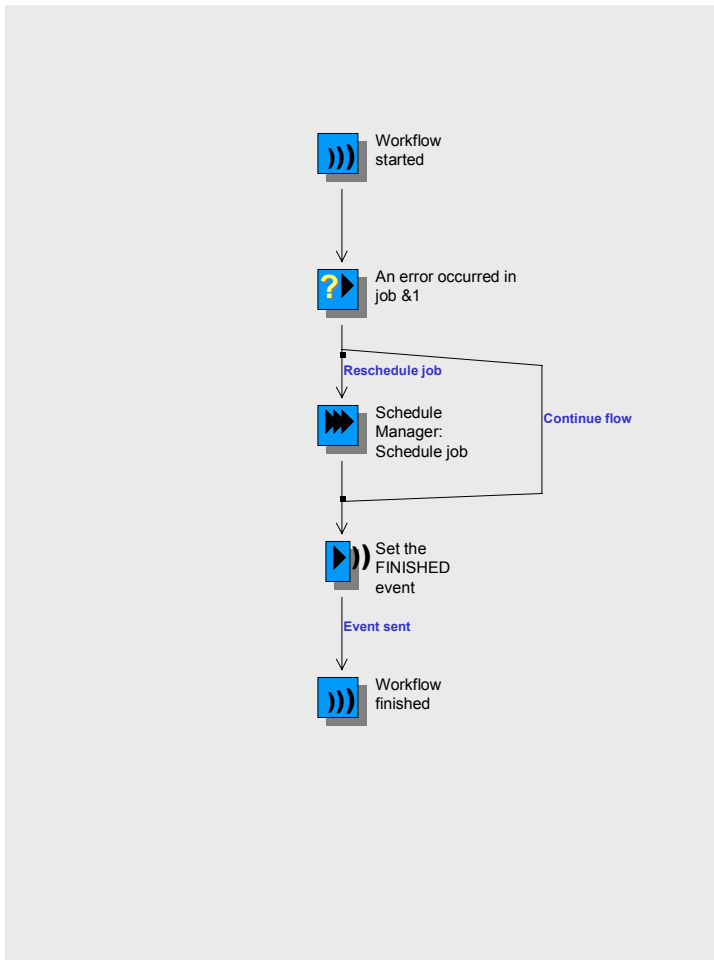 Workflow
started
An error occurred in
job &1
Reschedule job
Schedule
Manager:
Schedule job
Continue flow
Set the
FINISHED
event
Event sent
Workflow
finished